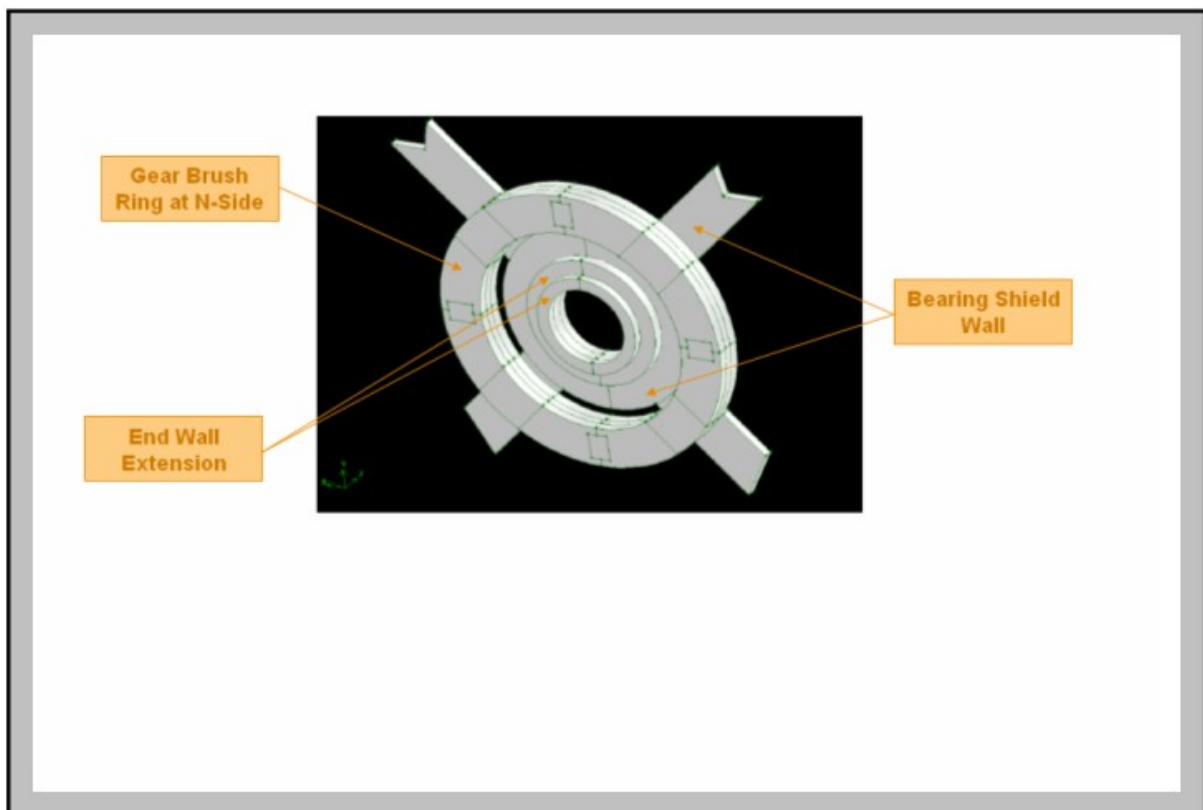 Gear Brush
Ring at N-Side
Bearing Shield
Wall
End Wall
Extension